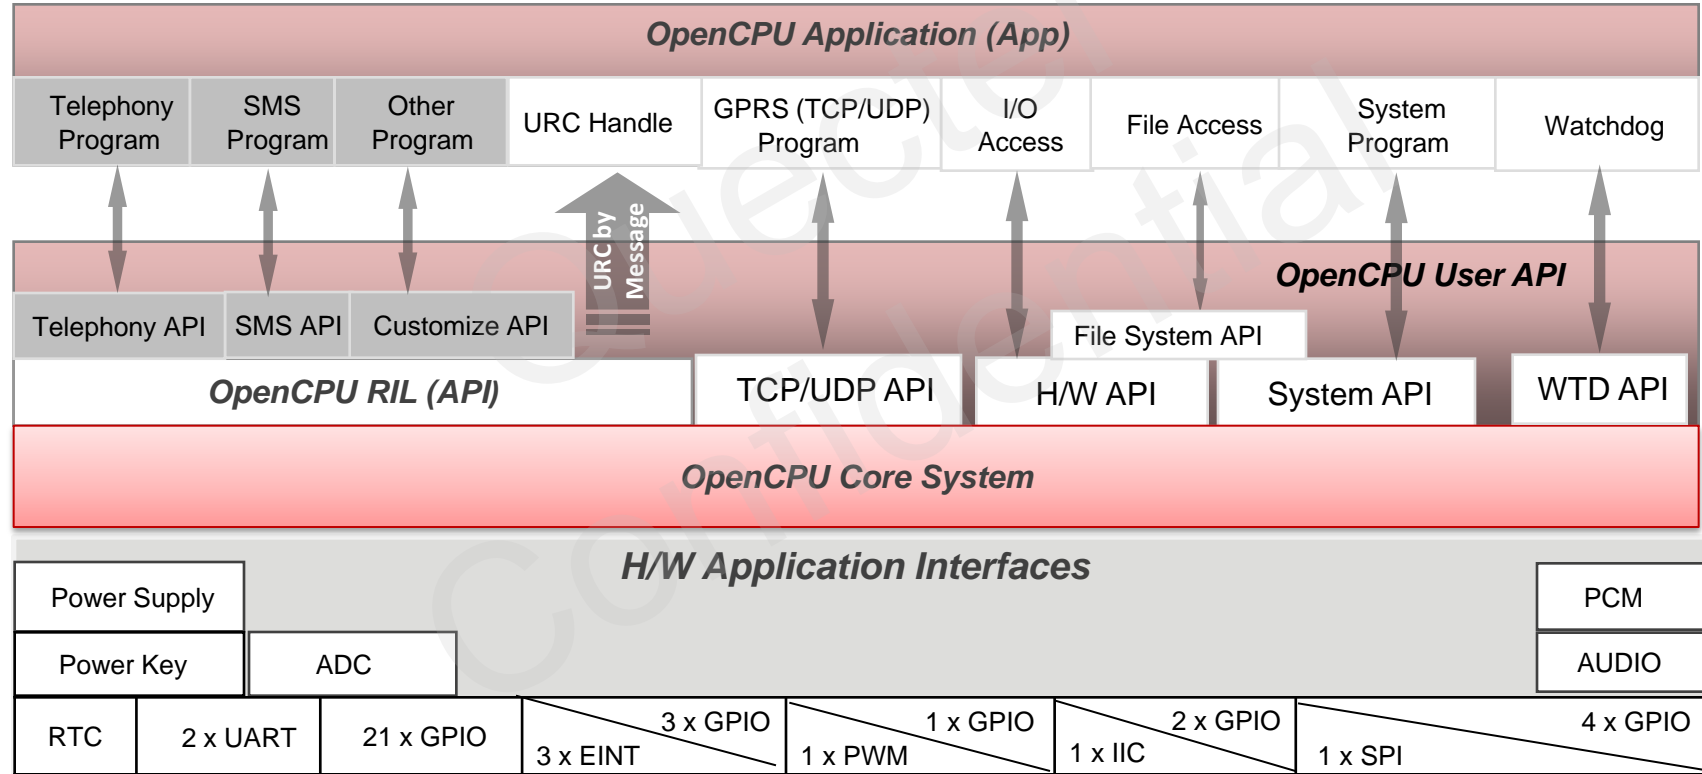 OpenCPU Application (App)
Telephony
Program
SMS
Program
Other
Program
URC Handle
GPRS (TCP/UDP)
Program
I/O
Access
File Access
System
Program
Watchdog
URC by
Message
OpenCPU User API
Telephony API
SMS API
Customize API
File System API
OpenCPU RIL (API)
TCP/UDP API
H/W API
System API
WTD API
OpenCPU Core System
H/W Application Interfaces
Power Supply
PCM
Power Key
ADC
AUDIO
RTC
2 x UART
21 x GPIO
3 x GPIO
3 x EINT
1 x GPIO
1 x PWM
2 x GPIO
1 x IIC
4 x GPIO
1 x SPI
Quectel
Confidential